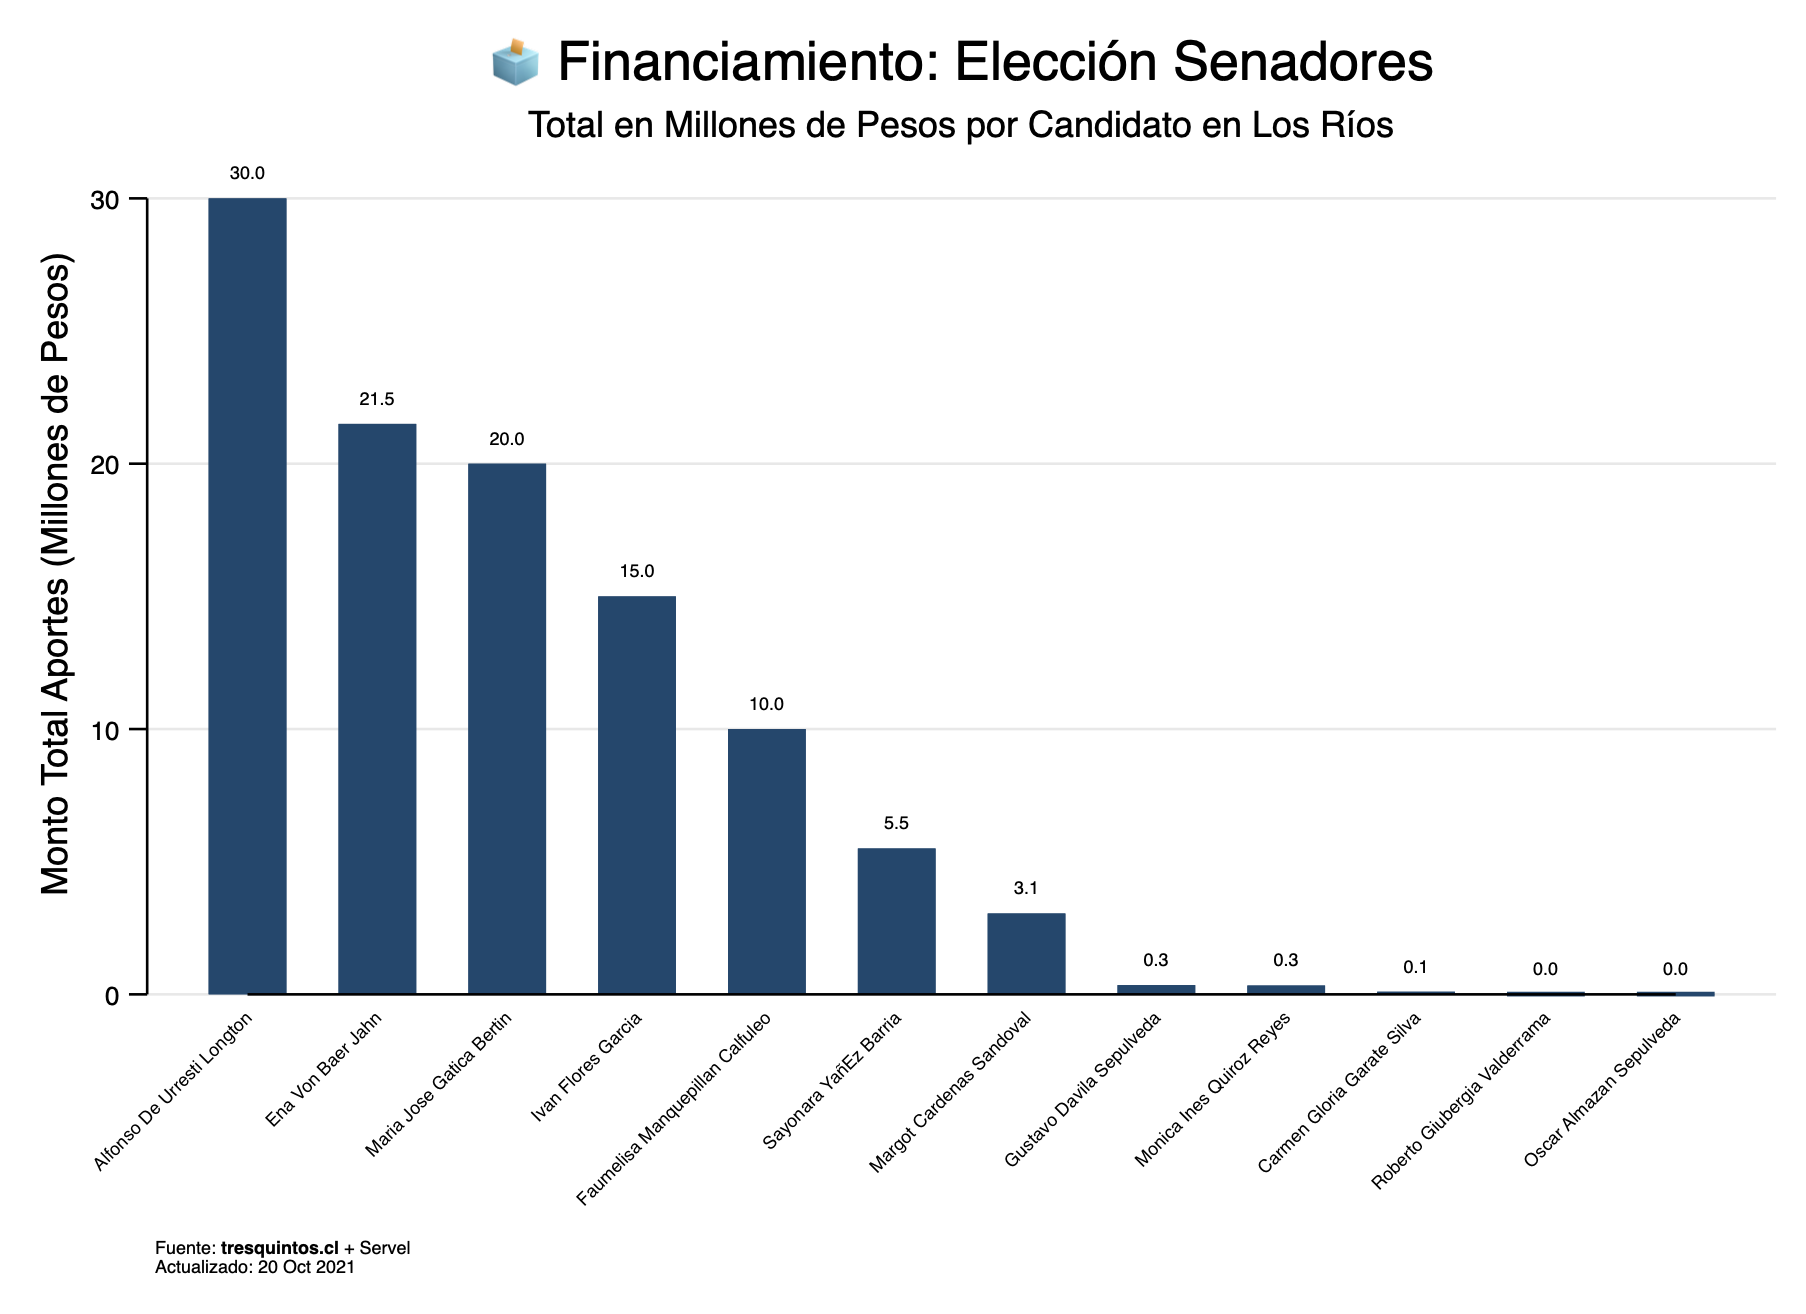 Financiamiento: Elección Senadores
Total en Millones de Pesos por Candidato en Los Ríos
Monto Total Aportes (Millones de Pesos)
30
20
10
0
30.0
21.5
20.0
15.0
10.0
5.5
3.1
0.3
0.3
0.1
0.0
0.0
Alfonso De Urresti Longton
Ena Von Baer Jahn
Maria Jose Gatica Bertin
Ivan Flores Garcia
Faumelisa Manquepillan Calfuleo
Sayonara YañEz Barria
Margot Cardenas Sandoval
Gustavo Davila Sepulveda
Monica Ines Quiroz Reyes
Carmen Gloria Garate Silva
Roberto Giubergia Valderrama
Oscar Almazan Sepulveda
Fuente: tresquintos.cl + Servel
Actualizado: 20 Oct 2021